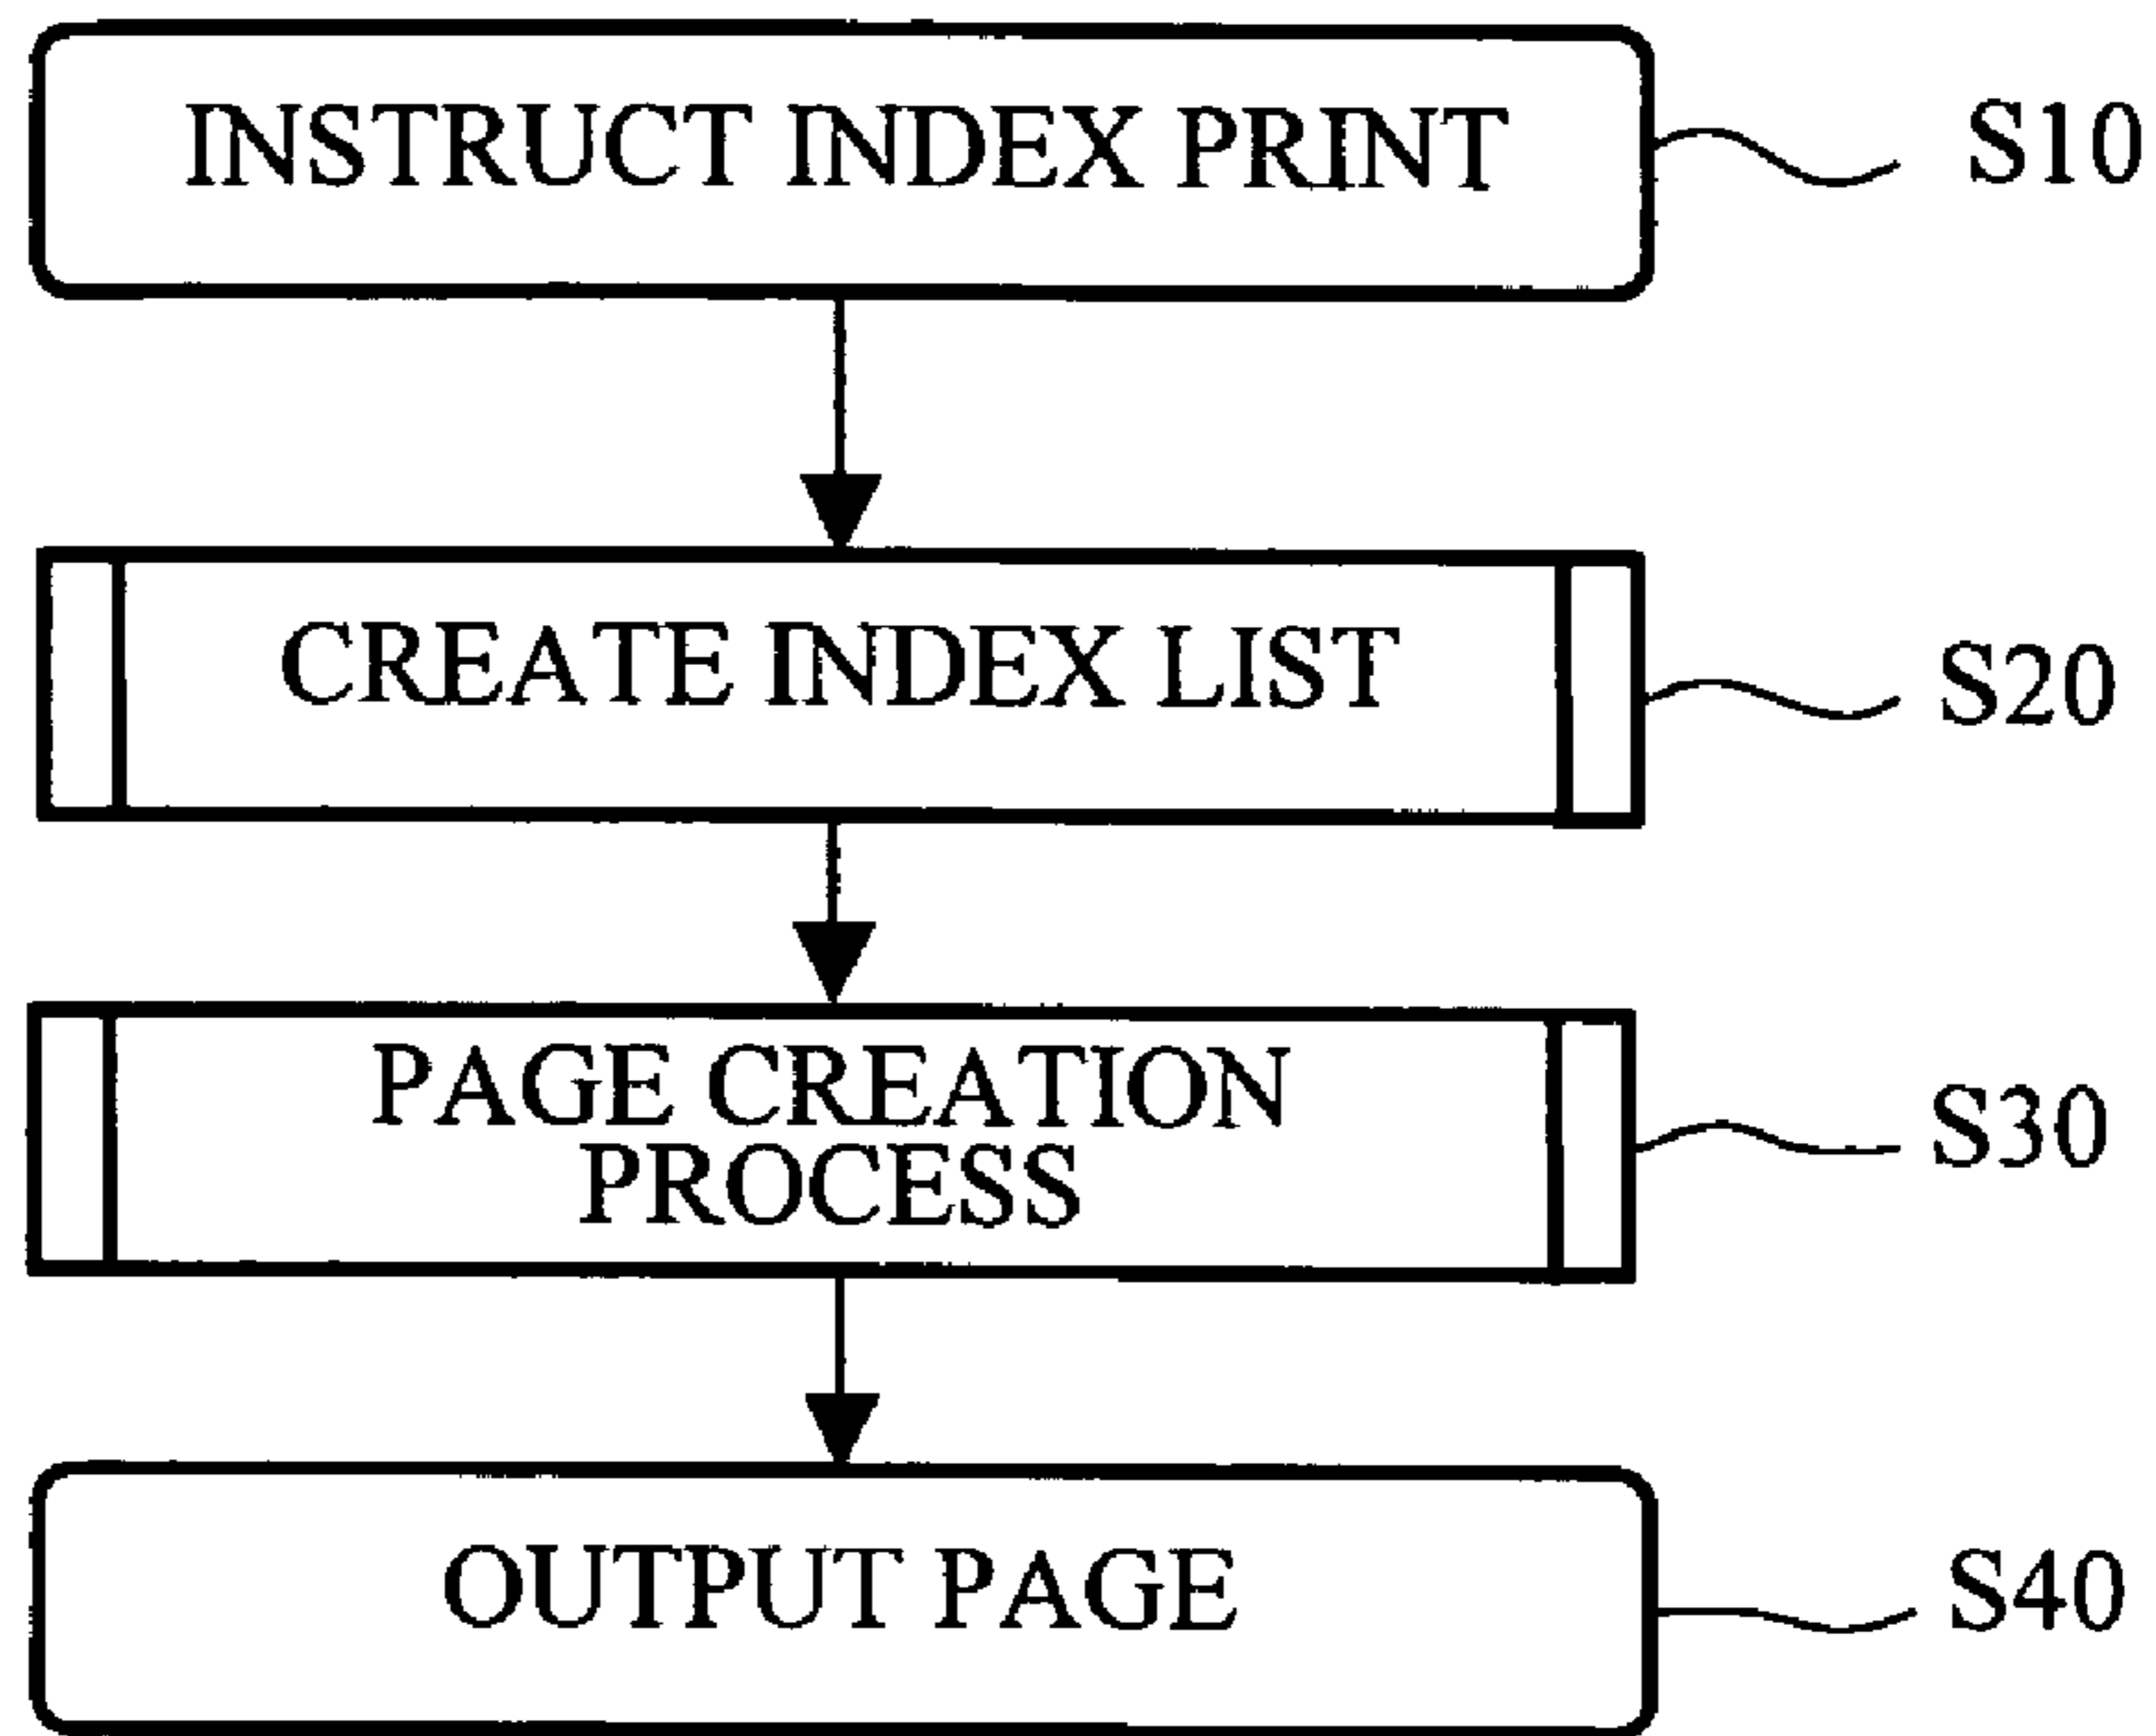 INSTRUCT INDEX PRINT
S10
CREATE INDEX LIST
S20
PAGE CREATION
PROCESS
S30
OUTPUT PAGE
S40